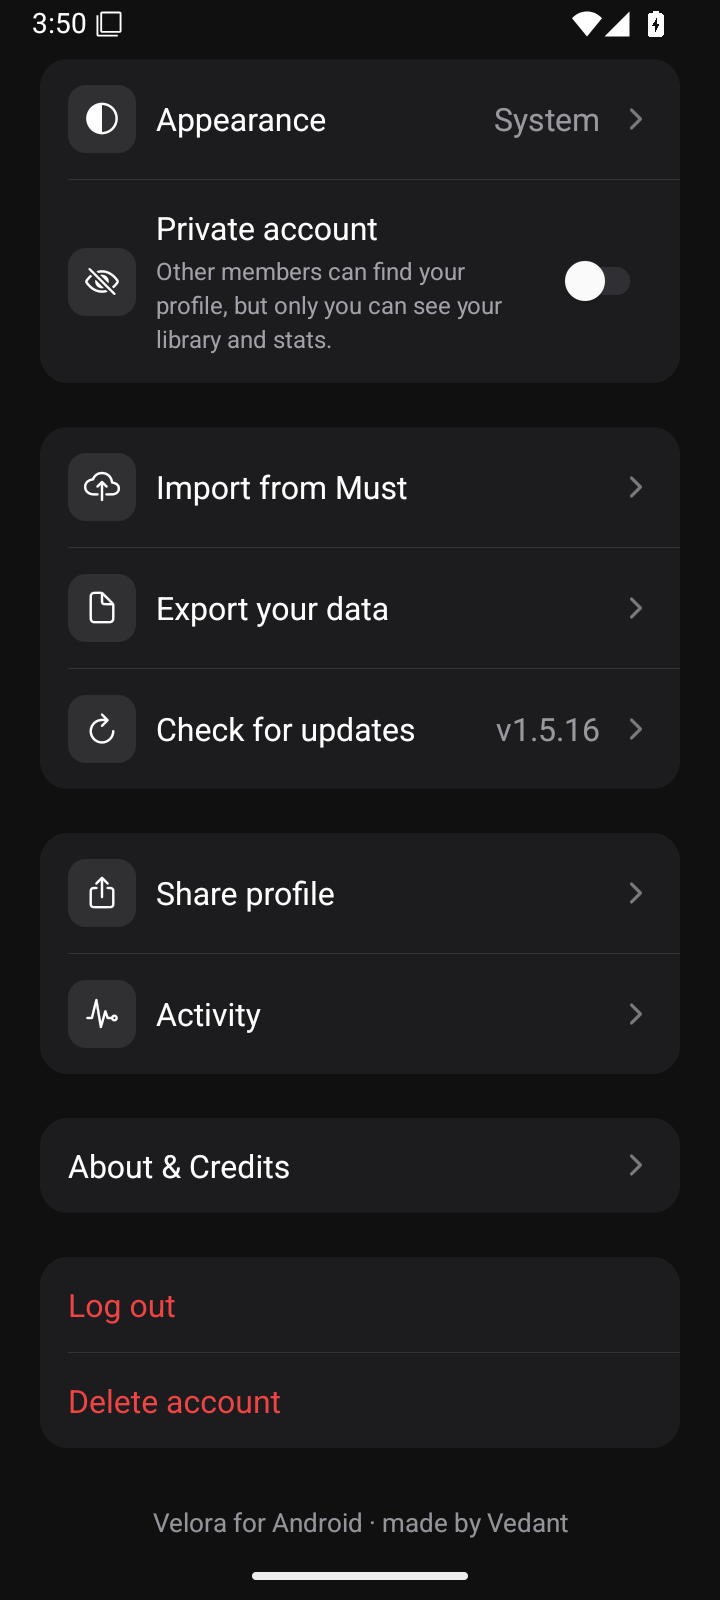 3:50
Appearance
System
Private account
Other members can find your
profile, but only you can see your
library and stats.
Import from Must
Export your data
Check for updates
v1.5.16
Share profile
Activity
About & Credits
Log out
Delete account
Velora for Android · made by Vedant